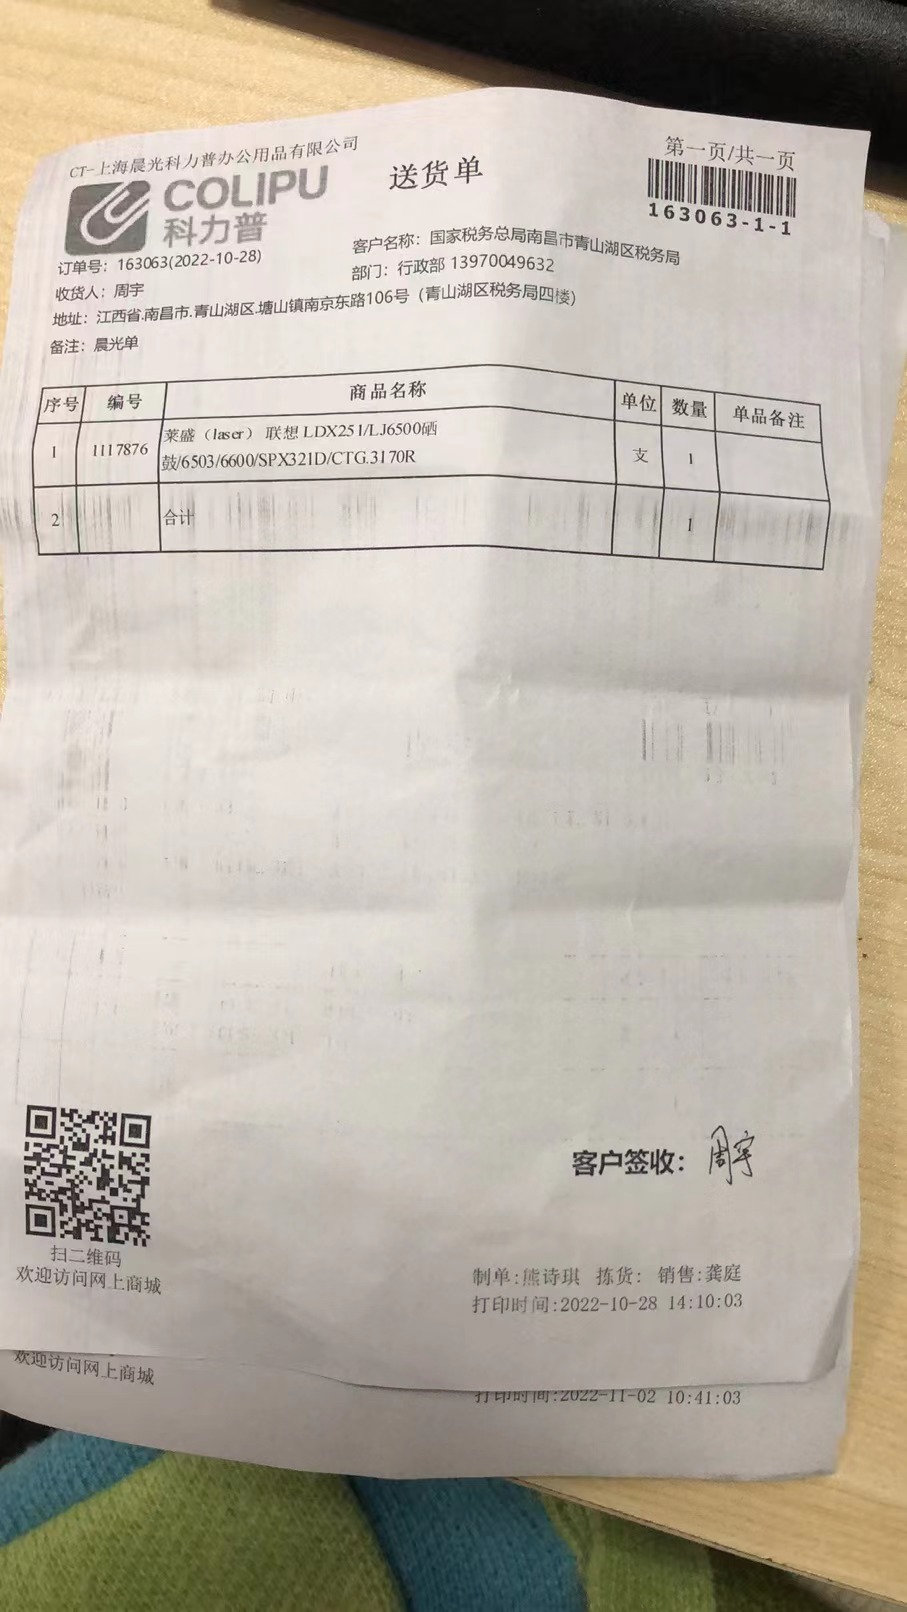 CT-上海晨光科力普办公用品有限公司
COLIPU
科力普
送货单
第一页/共一页
163063-1-1
订单号：163063(2022-10-28)
客户名称：国家税务总局南昌市青山湖区税务局
收货人：周宇
部门：行政部 13970049632
地址：江西省.南昌市.青山湖区.塘山镇南京东路106号（青山湖区税务局四楼）
备注：晨光单
序号 编号 商品名称 单位 数量 单品备注
1 1117876 莱盛（laser） 联想 LDX251/LJ6500硒 支 1
鼓/6503/6600/SPX321D/CTG.3170R
2 合计 1
客户签收：周宇
扫二维码
欢迎访问网上商城
制单:熊诗琪 拣货: 销售:龚庭
打印时间:2022-10-28 14:10:03
欢迎访问网上商城
打印时间:2022-11-02 10:41:03